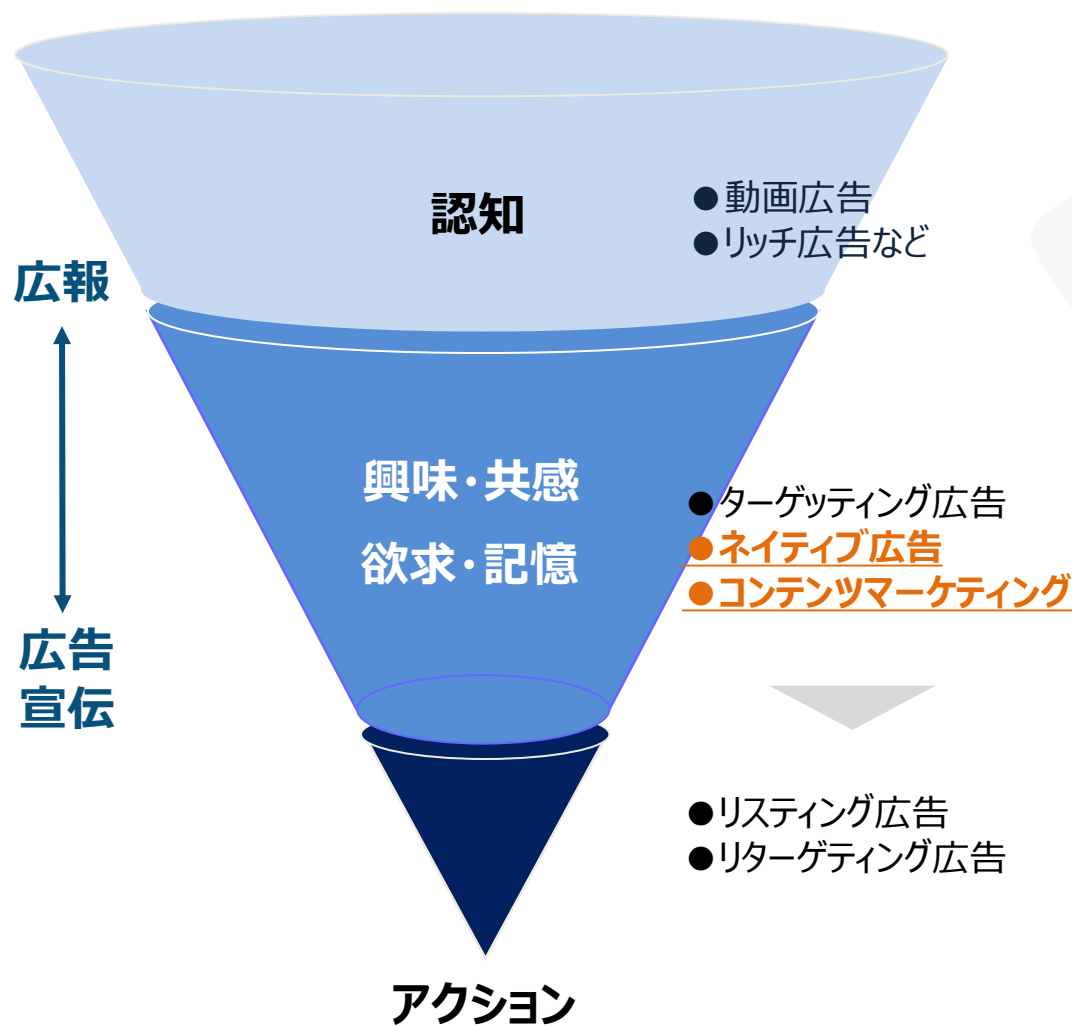 認知
●動画広告
●リッチ広告など
広報
興味・共感
欲求・記憶
●ターゲッティング広告
●ネイティブ広告
●コンテンツマーケティング
広告
宣伝
●リスティング広告
●リターゲティング広告
アクション